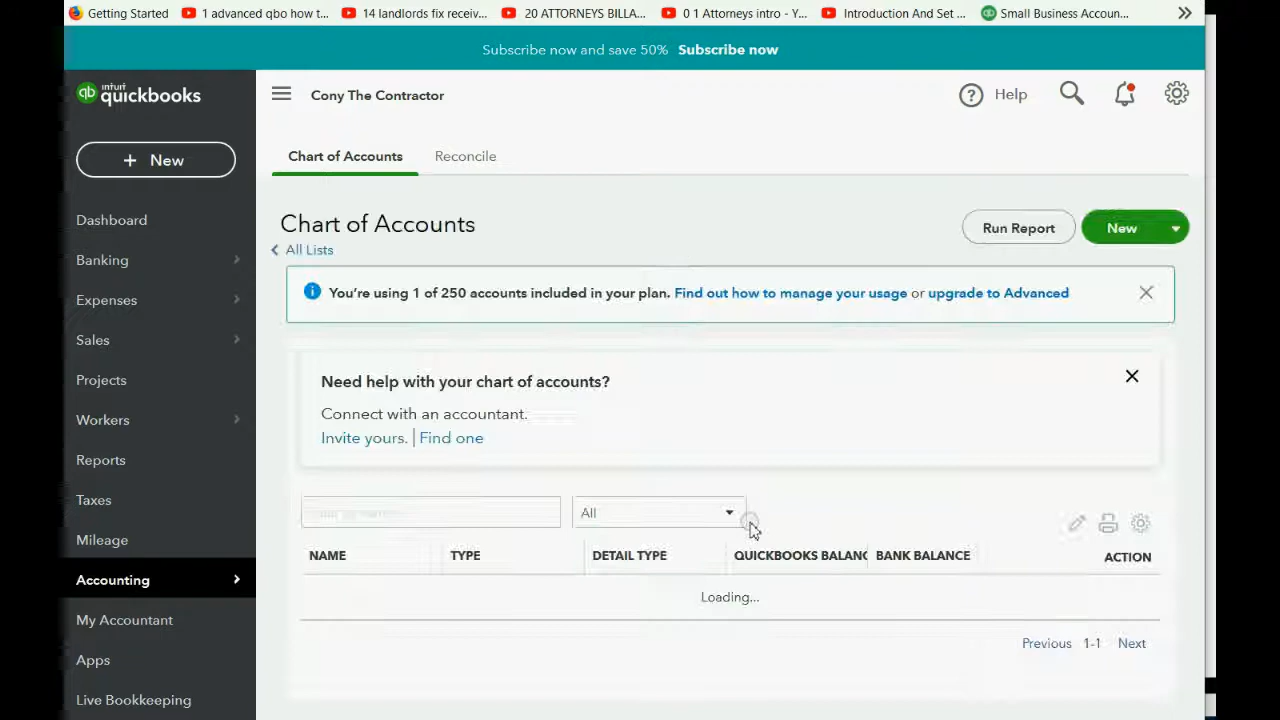 Getting Started
1 advanced qbo how t...
14 landlords fix receiv...
20 ATTORNEYS BILLA...
0 1 Attorneys intro - Y...
Introduction And Set ...
Small Business Accoun...
Subscribe now and save 50% Subscribe now
intuit
quickbooks
Cony The Contractor
Help
+ New
Chart of Accounts
Reconcile
Dashboard
Banking
Expenses
Sales
Projects
Workers
Reports
Taxes
Mileage
Accounting
My Accountant
Apps
Live Bookkeeping
Chart of Accounts
All Lists
Run Report
New
You're using 1 of 250 accounts included in your plan. Find out how to manage your usage or upgrade to Advanced
Need help with your chart of accounts?
Connect with an accountant.
Invite yours. | Find one
All
NAME
TYPE
DETAIL TYPE
QUICKBOOKS BALANC
BANK BALANCE
ACTION
Loading...
Previous 1-1 Next